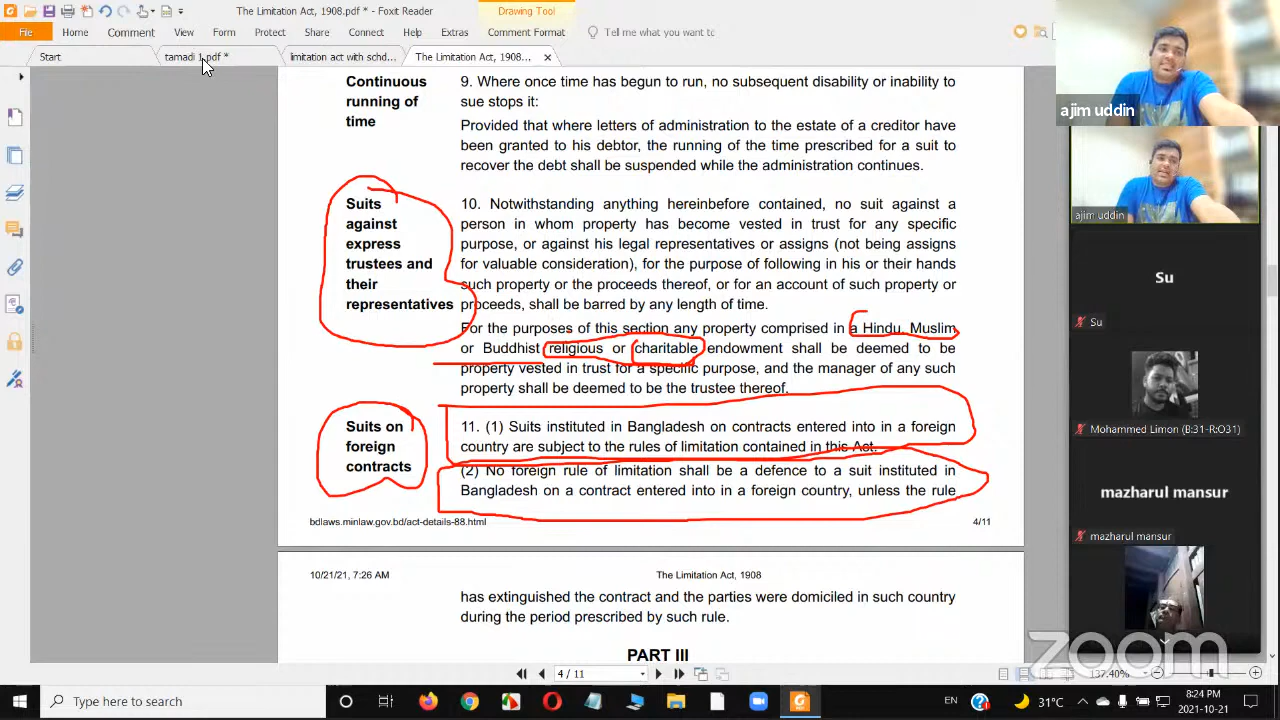 The Limitation Act, 1908.pdf * - Foxit Reader
Drawing Tool
File Home Comment View Form Protect Share Connect Help Extras Comment Format Tell me what you want to
Start tamadi 1.pdf * limitation act with schd... The Limitation Act, 1908.pdf...
Continuous running of time
9. Where once time has begun to run, no subsequent disability or inability to
sue stops it:
Provided that where letters of administration to the estate of a creditor have
been granted to his debtor, the running of the time prescribed for a suit to
recover the debt shall be suspended while the administration continues.
Suits
against
express
trustees and
their
representatives
10. Notwithstanding anything hereinbefore contained, no suit against a
person in whom property has become vested in trust for any specific
purpose, or against his legal representatives or assigns (not being assigns
for valuable consideration), for the purpose of following in his or their hands
such property or the proceeds thereof, or for an account of such property or
proceeds, shall be barred by any length of time.
For the purposes of this section any property comprised in a Hindu, Muslim
or Buddhist religious or charitable endowment shall be deemed to be
property vested in trust for a specific purpose, and the manager of any such
property shall be deemed to be the trustee thereof.
Suits on
foreign
contracts
11. (1) Suits instituted in Bangladesh on contracts entered into in a foreign
country are subject to the rules of limitation contained in this Act.
(2) No foreign rule of limitation shall be a defence to a suit instituted in
Bangladesh on a contract entered into in a foreign country, unless the rule
bdlaws.minlaw.gov.bd/act-details-88.html 4/11
10/21/21, 7:26 AM The Limitation Act, 1908
has extinguished the contract and the parties were domiciled in such country
during the period prescribed by such rule.
PART III
4 / 11
137.40%
ajim uddin
ajim uddin
Su
Su
Mohammed Limon (B:31-R:O31)
mazharul mansur
mazharul mansur
zoom
Type here to search
EN
31°C
8:24 PM
2021-10-21